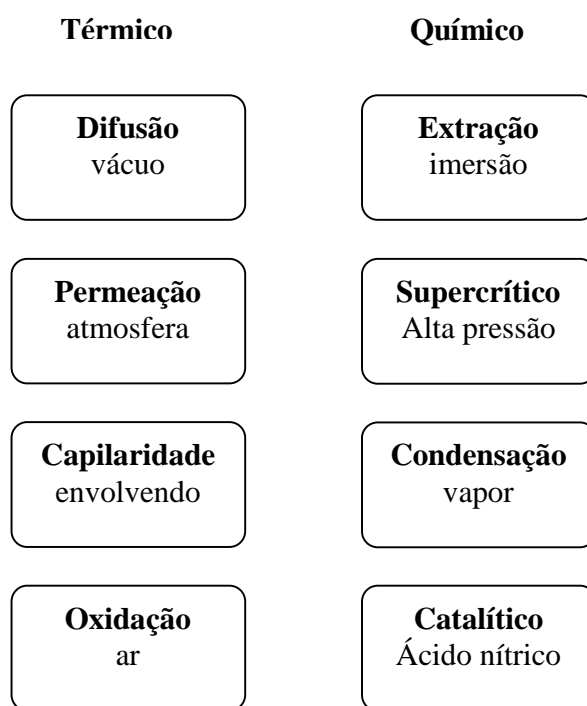 Térmico
Químico
Difusão
vácuo
Extração
imersão
Permeação
atmosfera
Supercrítico
Alta pressão
Capilaridade
envolvendo
Condensação
vapor
Oxidação
ar
Catalítico
Ácido nítrico